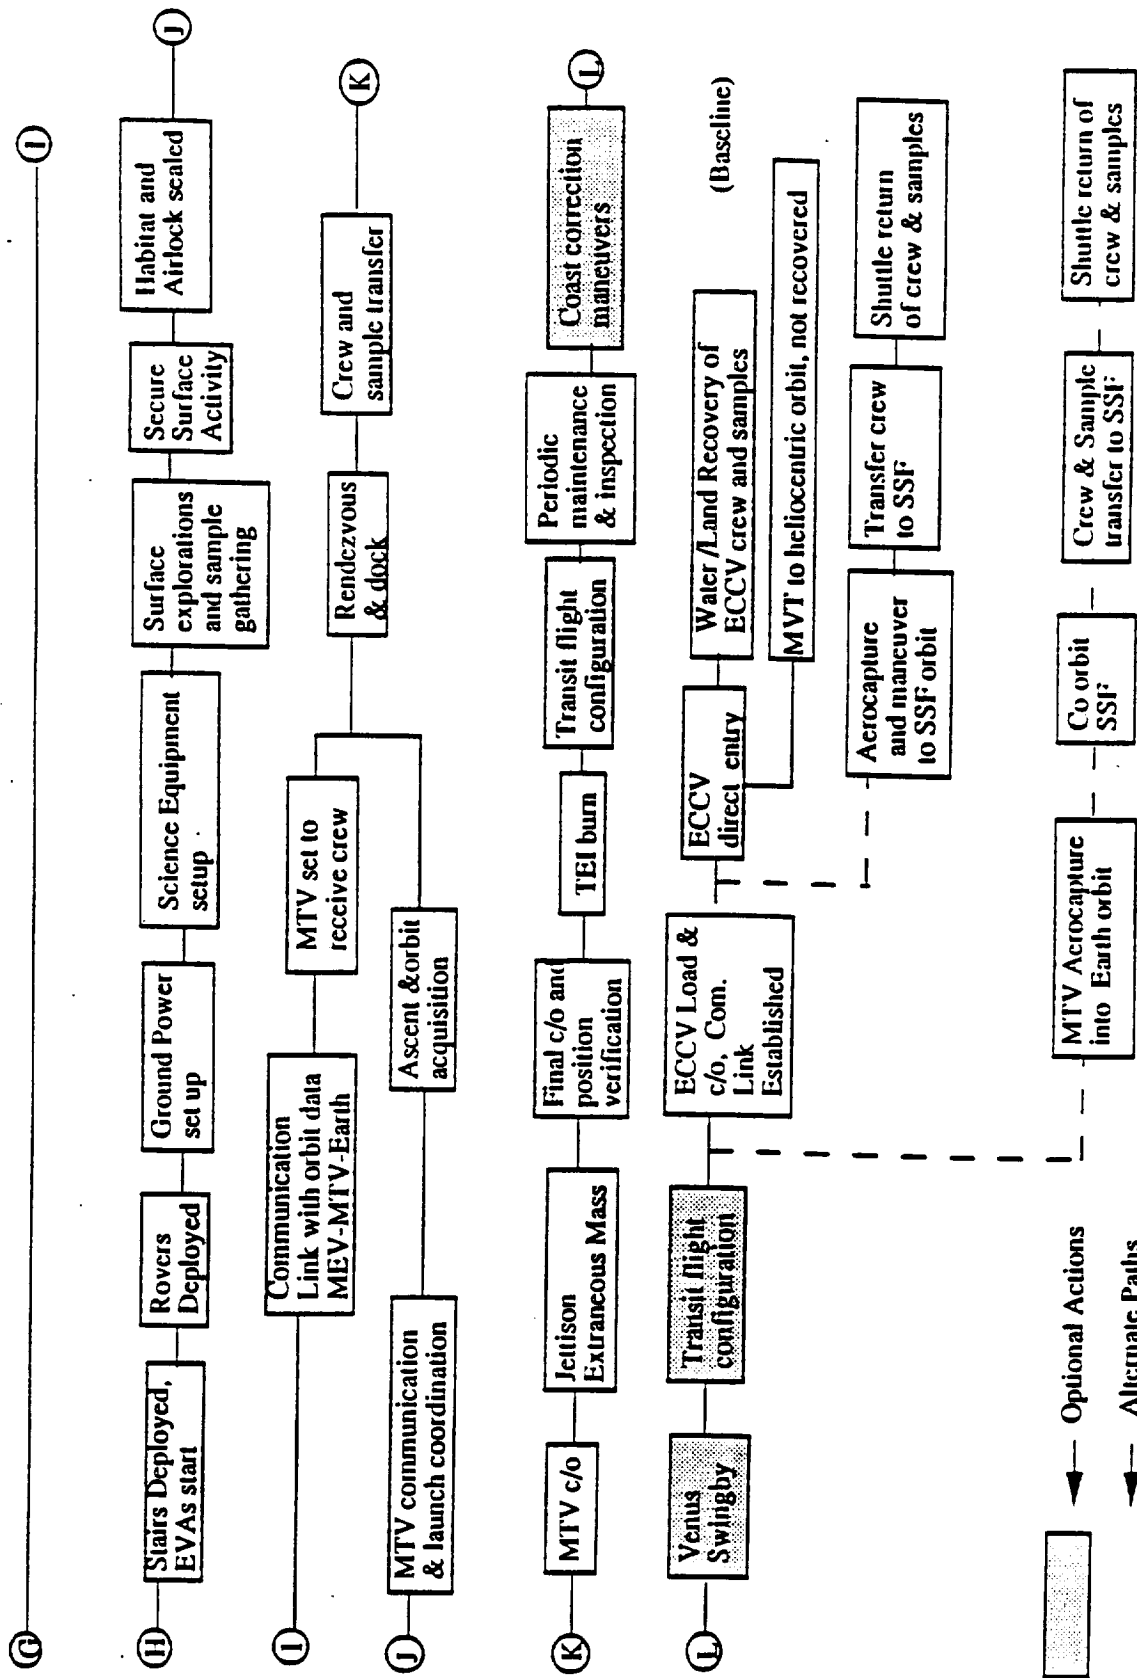 G
I
H
Stairs Deployed,
EVAs start
Rovers
Deployed
Ground Power
set up
Science Equipment
setup
Surface
explorations
and sample
gathering
Secure
Surface
Activity
Habitat and
Airlock sealed
J
I
Communication
Link with orbit data
MEV-MTV-Earth
MTV set to
receive crew
J
MTV communication
& launch coordination
Ascent &orbit
acquisition
Rendezvous
& dock
Crew and
sample transfer
K
K
MTV c/o
Jettison
Extraneous Mass
Final c/o and
position
verification
TEI burn
Transit flight
configuration
Periodic
maintenance
& inspection
Coast correction
maneuvers
L
L
Venus
Swingby
Transit flight
configuration
ECCV Load &
c/o, Com.
Link
Established
ECCV
direct entry
Water /Land Recovery of
ECCV crew and samples
(Baseline)
MVT to heliocentric orbit, not recovered
Aerocapture
and maneuver
to SSF orbit
Transfer crew
to SSF
Shuttle return
of crew & samples
MTV Aerocapture
into Earth orbit
Co orbit
SSF
Crew & Sample
transfer to SSF
Shuttle return of
crew & samples
Optional Actions
Alternate Paths